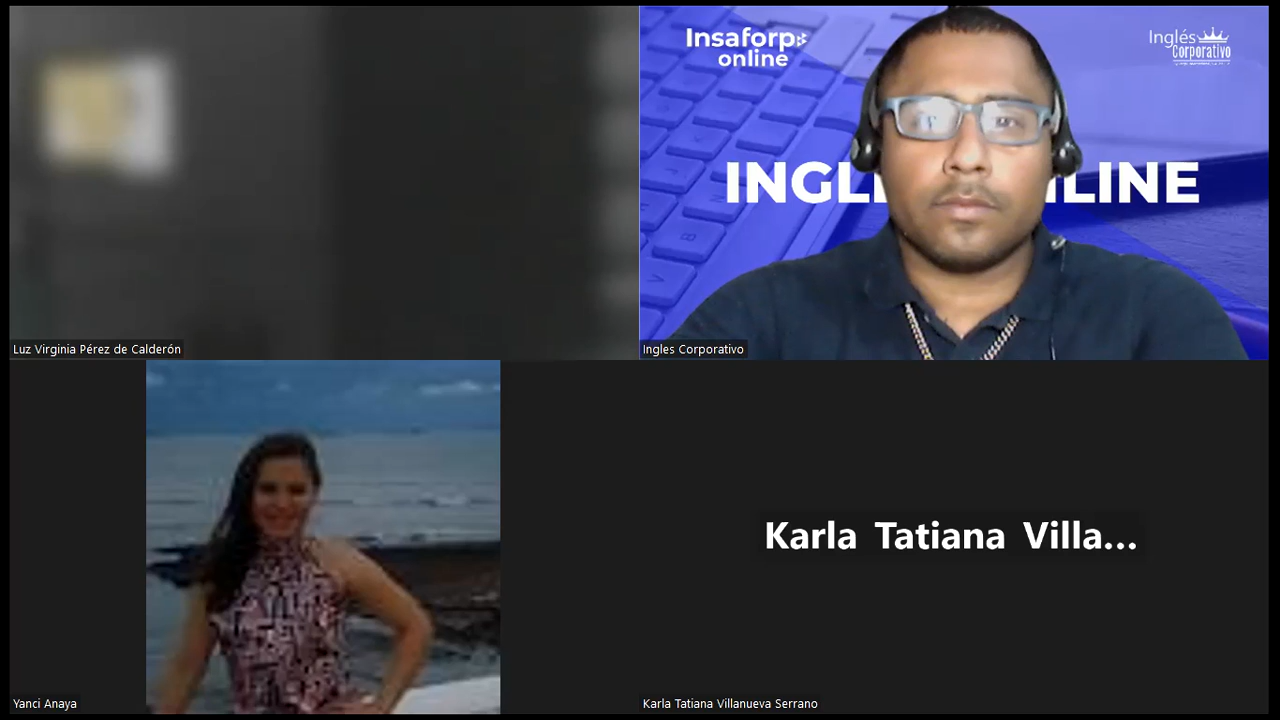 Insaforp
online
Inglés
Corporativo
INGL LINE
Luz Virginia Pérez de Calderón
Ingles Corporativo
Karla Tatiana Villa...
Yanci Anaya
Karla Tatiana Villanueva Serrano